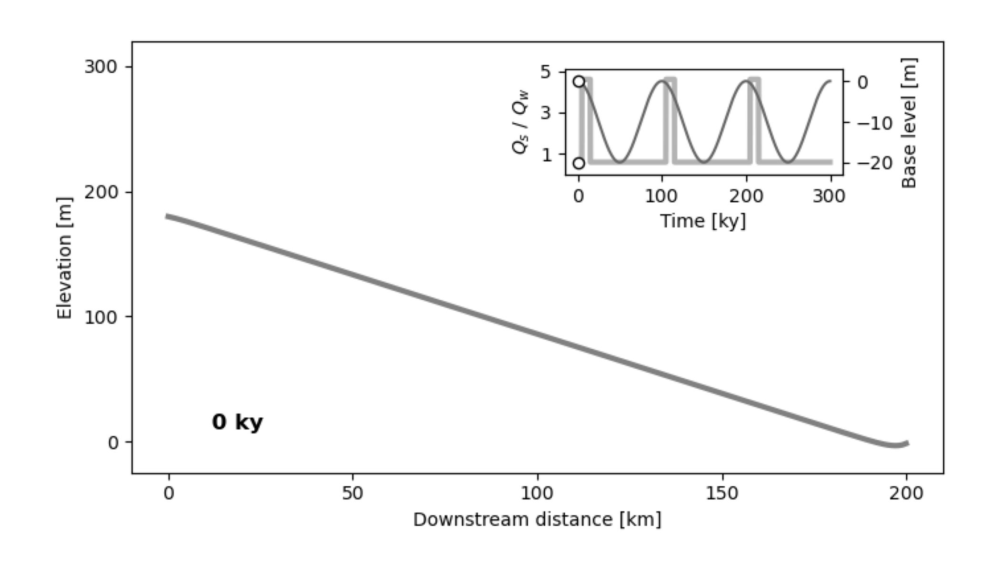 300
200
100
0
Elevation [m]
0 ky
0 50 100 150 200
Downstream distance [km]
5
3
1
Qs / Qw
0
−10
−20
Base level [m]
0 100 200 300
Time [ky]